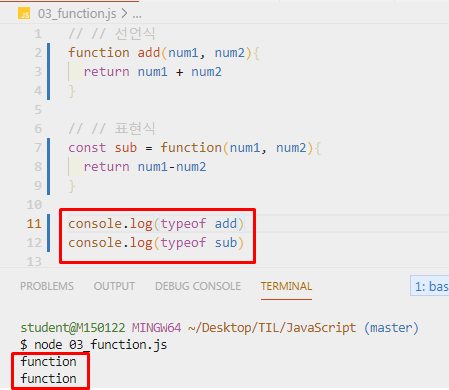 JS 03_function.js > ...
1 // // 선언식
2 function add(num1, num2){
3 return num1 + num2
4 }
5
6 // // 표현식
7 const sub = function(num1, num2){
8 return num1-num2
9 }
10
11 console.log(typeof add)
12 console.log(typeof sub)
13
PROBLEMS OUTPUT DEBUG CONSOLE TERMINAL 1: bas
student@M150122 MINGW64 ~/Desktop/TIL/JavaScript (master)
$ node 03_function.js
function
function